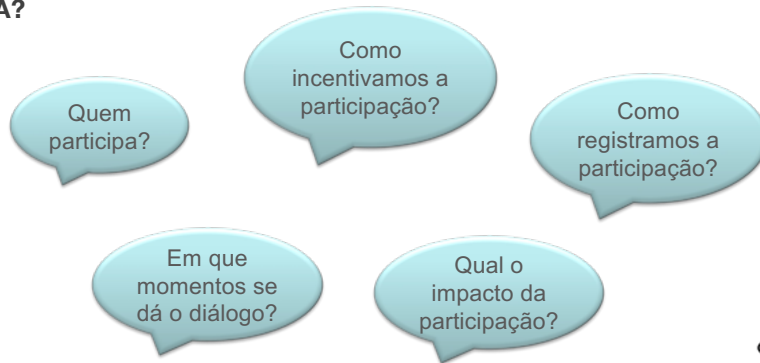 A?
Como
incentivamos a
participação?
Quem
participa?
Como
registramos a
participação?
Em que
momentos se
dá o diálogo?
Qual o
impacto da
participação?